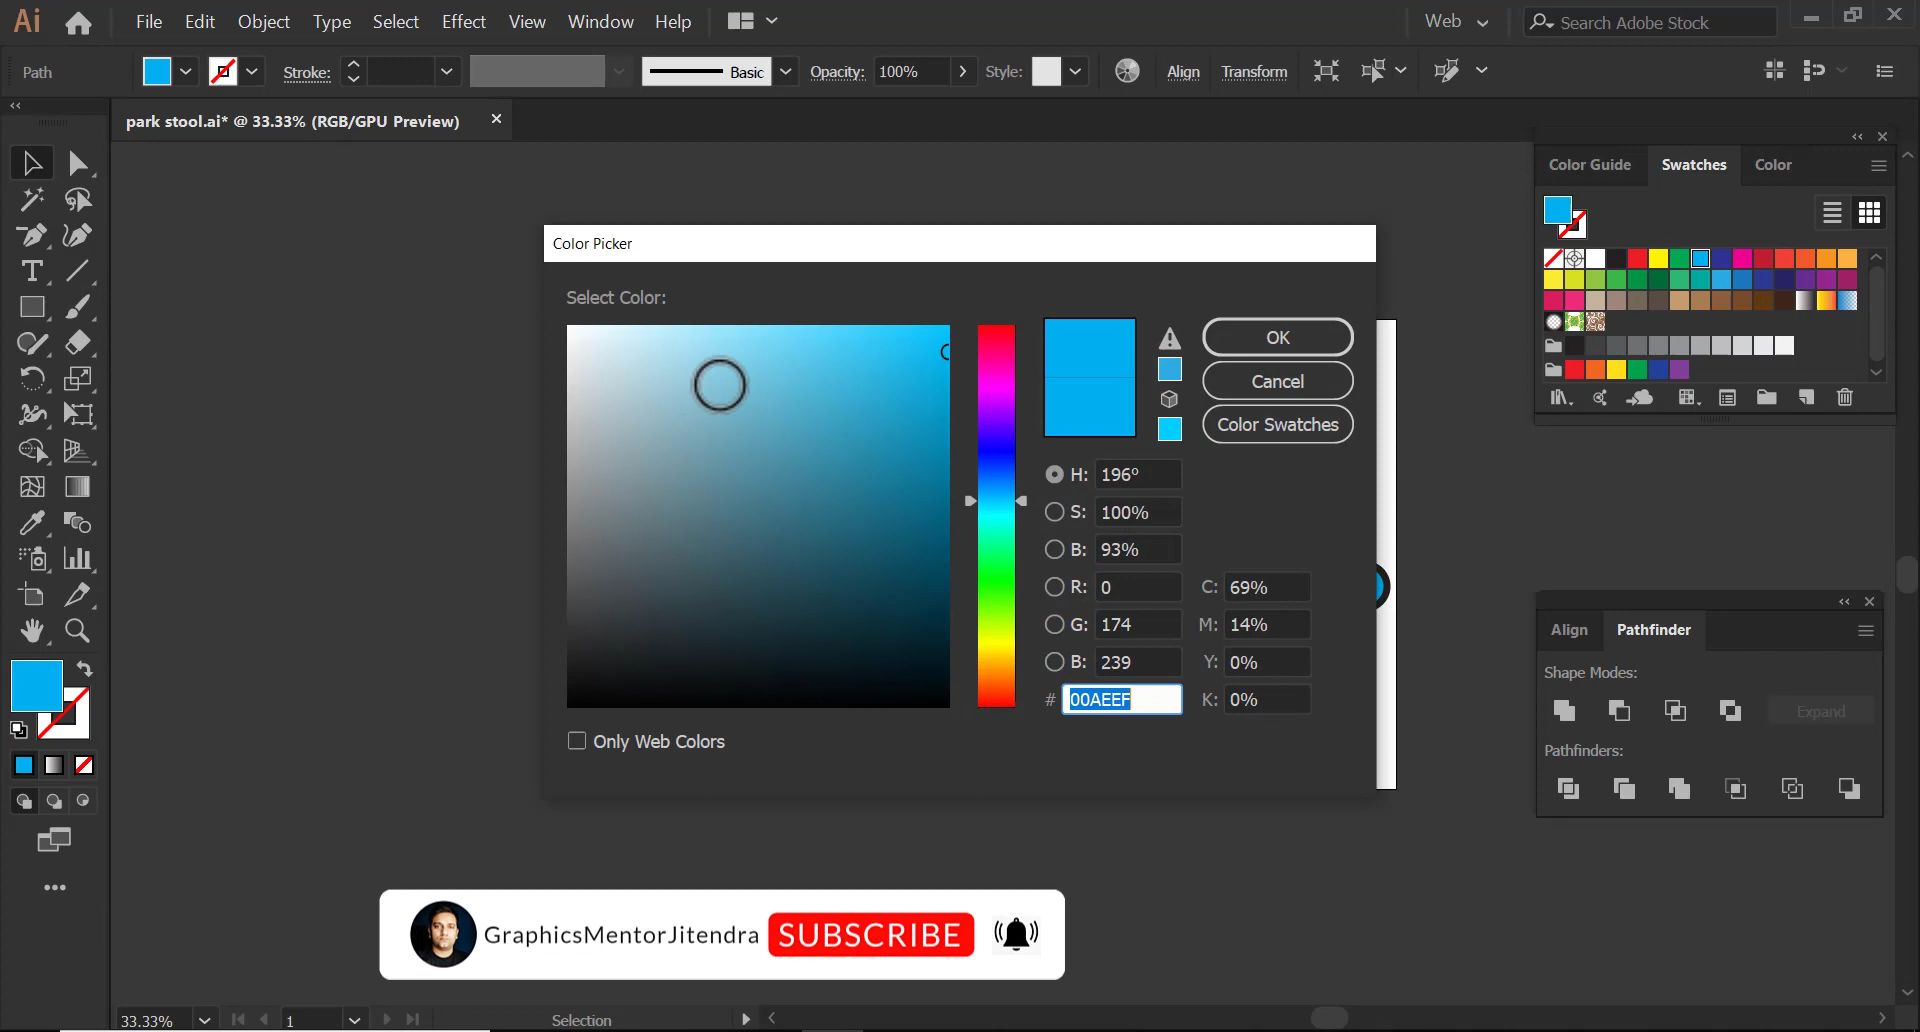 Ai File Edit Object Type Select Effect View Window Help Web Search Adobe Stock
Path Stroke: Basic Opacity: 100% Style: Align Transform
park stool.ai* @ 33.33% (RGB/GPU Preview)
Color Guide Swatches Color
Color Picker
Select Color:
OK
Cancel
Color Swatches
H: 196º
S: 100%
B: 93%
R: 0 C: 69%
G: 174 M: 14%
B: 239 Y: 0%
# 00AEEF K: 0%
Only Web Colors
Align Pathfinder
Shape Modes:
Expand
Pathfinders:
GraphicsMentorJitendra SUBSCRIBE
33.33% 1 Selection